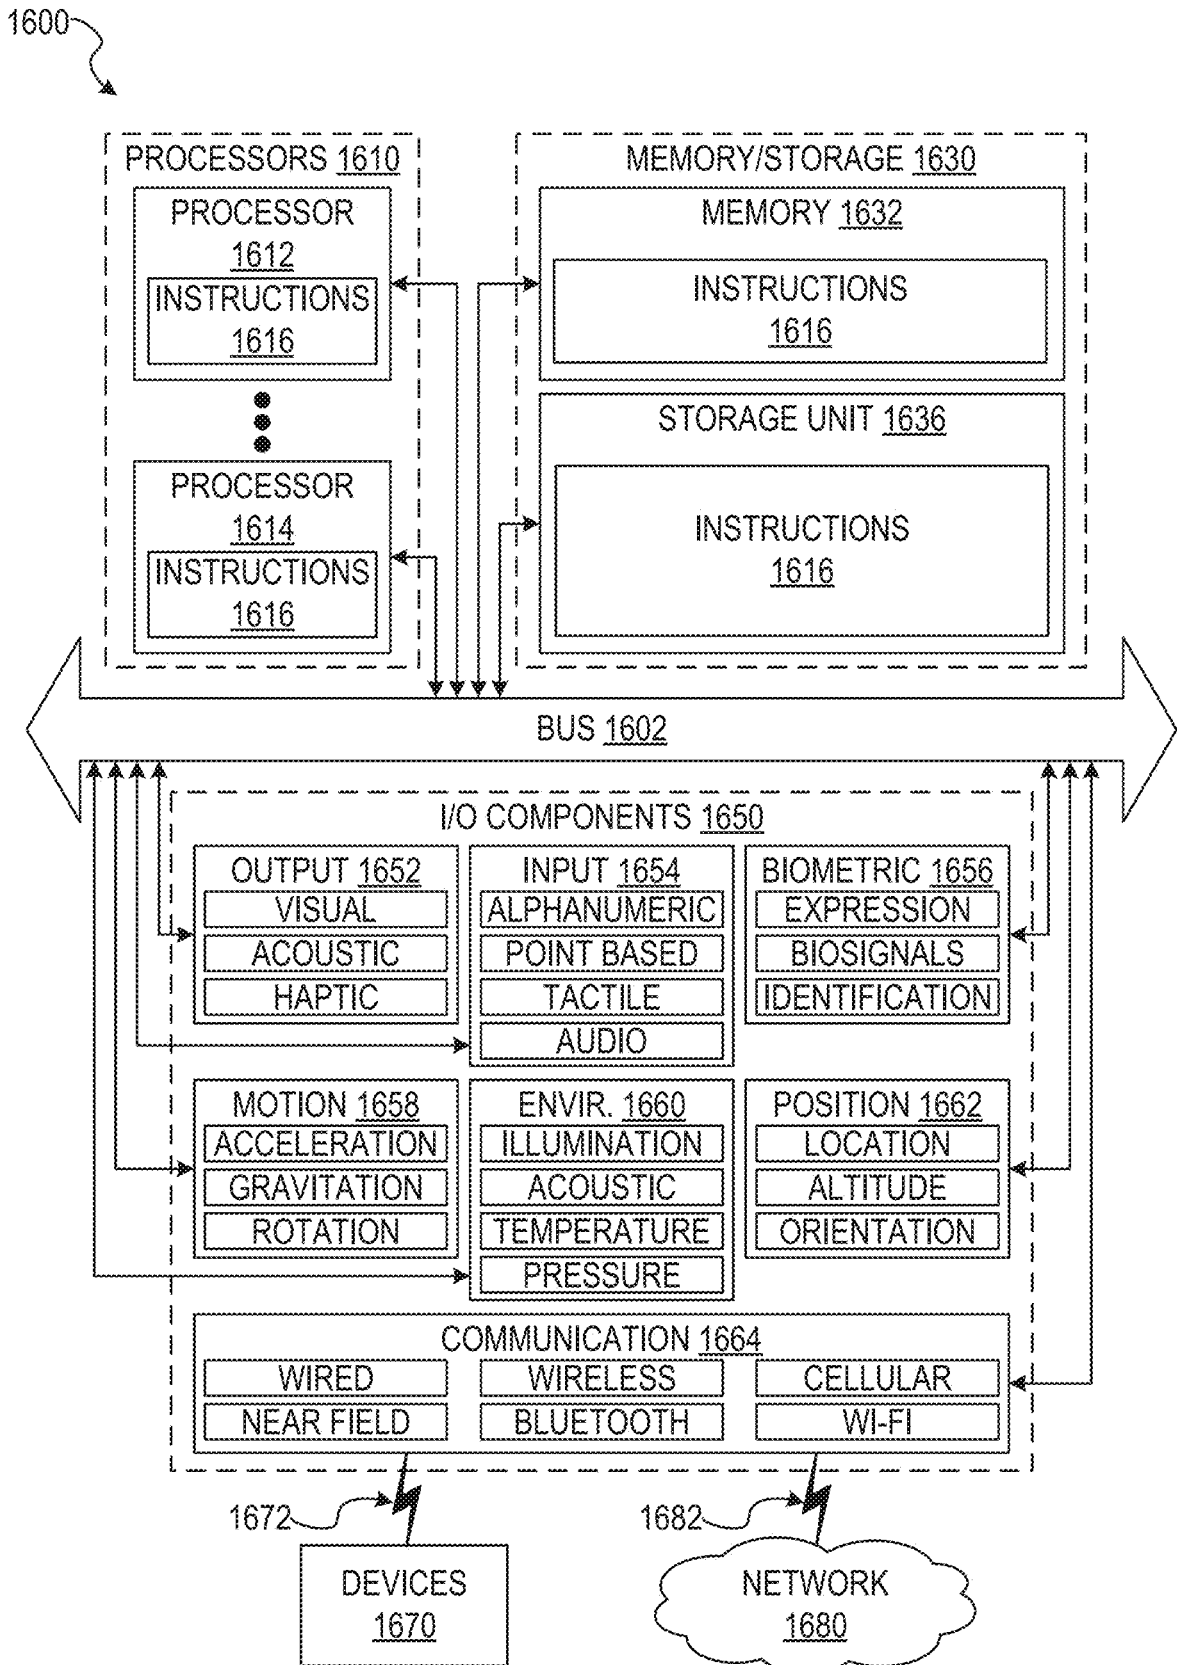 1600
PROCESSORS 1610
PROCESSOR
1612
INSTRUCTIONS
1616
PROCESSOR
1614
INSTRUCTIONS
1616
MEMORY/STORAGE 1630
MEMORY 1632
INSTRUCTIONS
1616
STORAGE UNIT 1636
INSTRUCTIONS
1616
BUS 1602
I/O COMPONENTS 1650
OUTPUT 1652
VISUAL
ACOUSTIC
HAPTIC
INPUT 1654
ALPHANUMERIC
POINT BASED
TACTILE
AUDIO
BIOMETRIC 1656
EXPRESSION
BIOSIGNALS
IDENTIFICATION
MOTION 1658
ACCELERATION
GRAVITATION
ROTATION
ENVIR. 1660
ILLUMINATION
ACOUSTIC
TEMPERATURE
PRESSURE
POSITION 1662
LOCATION
ALTITUDE
ORIENTATION
COMMUNICATION 1664
WIRED
WIRELESS
CELLULAR
NEAR FIELD
BLUETOOTH
WI-FI
1672
1682
DEVICES
1670
NETWORK
1680